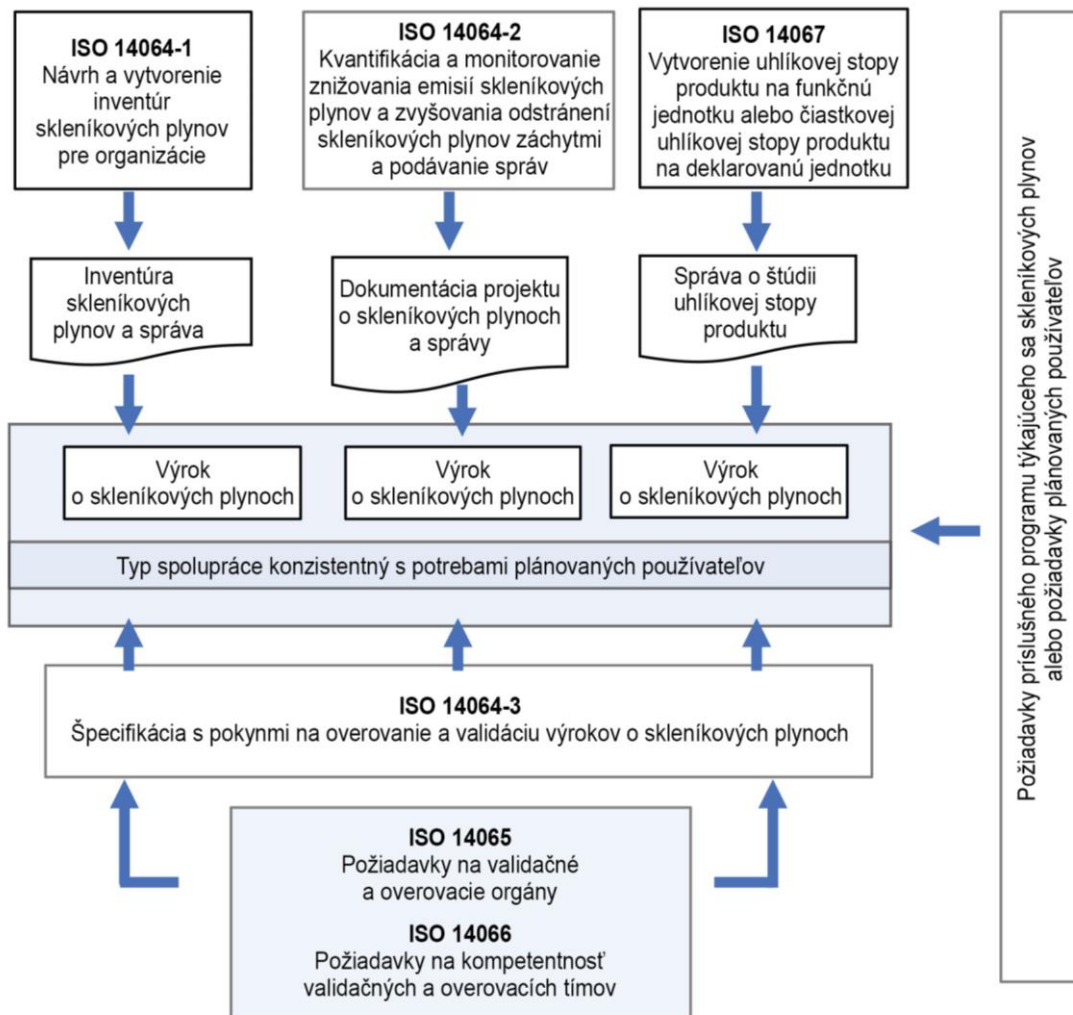 ISO 14064-1
Návrh a vytvorenie
inventúr
skleníkových plynov
pre organizácie
ISO 14064-2
Kvantifikácia a monitorovanie
znižovania emisií skleníkových
plynov a zvyšovania odstránení
skleníkových plynov záchytmi
a podávanie správ
ISO 14067
Vytvorenie uhlíkovej stopy
produktu na funkčnú
jednotku alebo čiastkovej
uhlíkovej stopy produktu
na deklarovanú jednotku
Inventúra
skleníkových
plynov a správa
Dokumentácia projektu
o skleníkových plynoch
a správy
Správa o štúdii
uhlíkovej stopy
produktu
Výrok
o skleníkových plynoch
Výrok
o skleníkových plynoch
Výrok
o skleníkových plynoch
Typ spolupráce konzistentný s potrebami plánovaných používateľov
ISO 14064-3
Špecifikácia s pokynmi na overovanie a validáciu výrokov o skleníkových plynoch
ISO 14065
Požiadavky na validačné
a overovacie orgány
ISO 14066
Požiadavky na kompetentnosť
validačných a overovacích tímov
Požiadavky príslušného programu týkajúceho sa skleníkových plynov
alebo požiadavky plánovaných používateľov